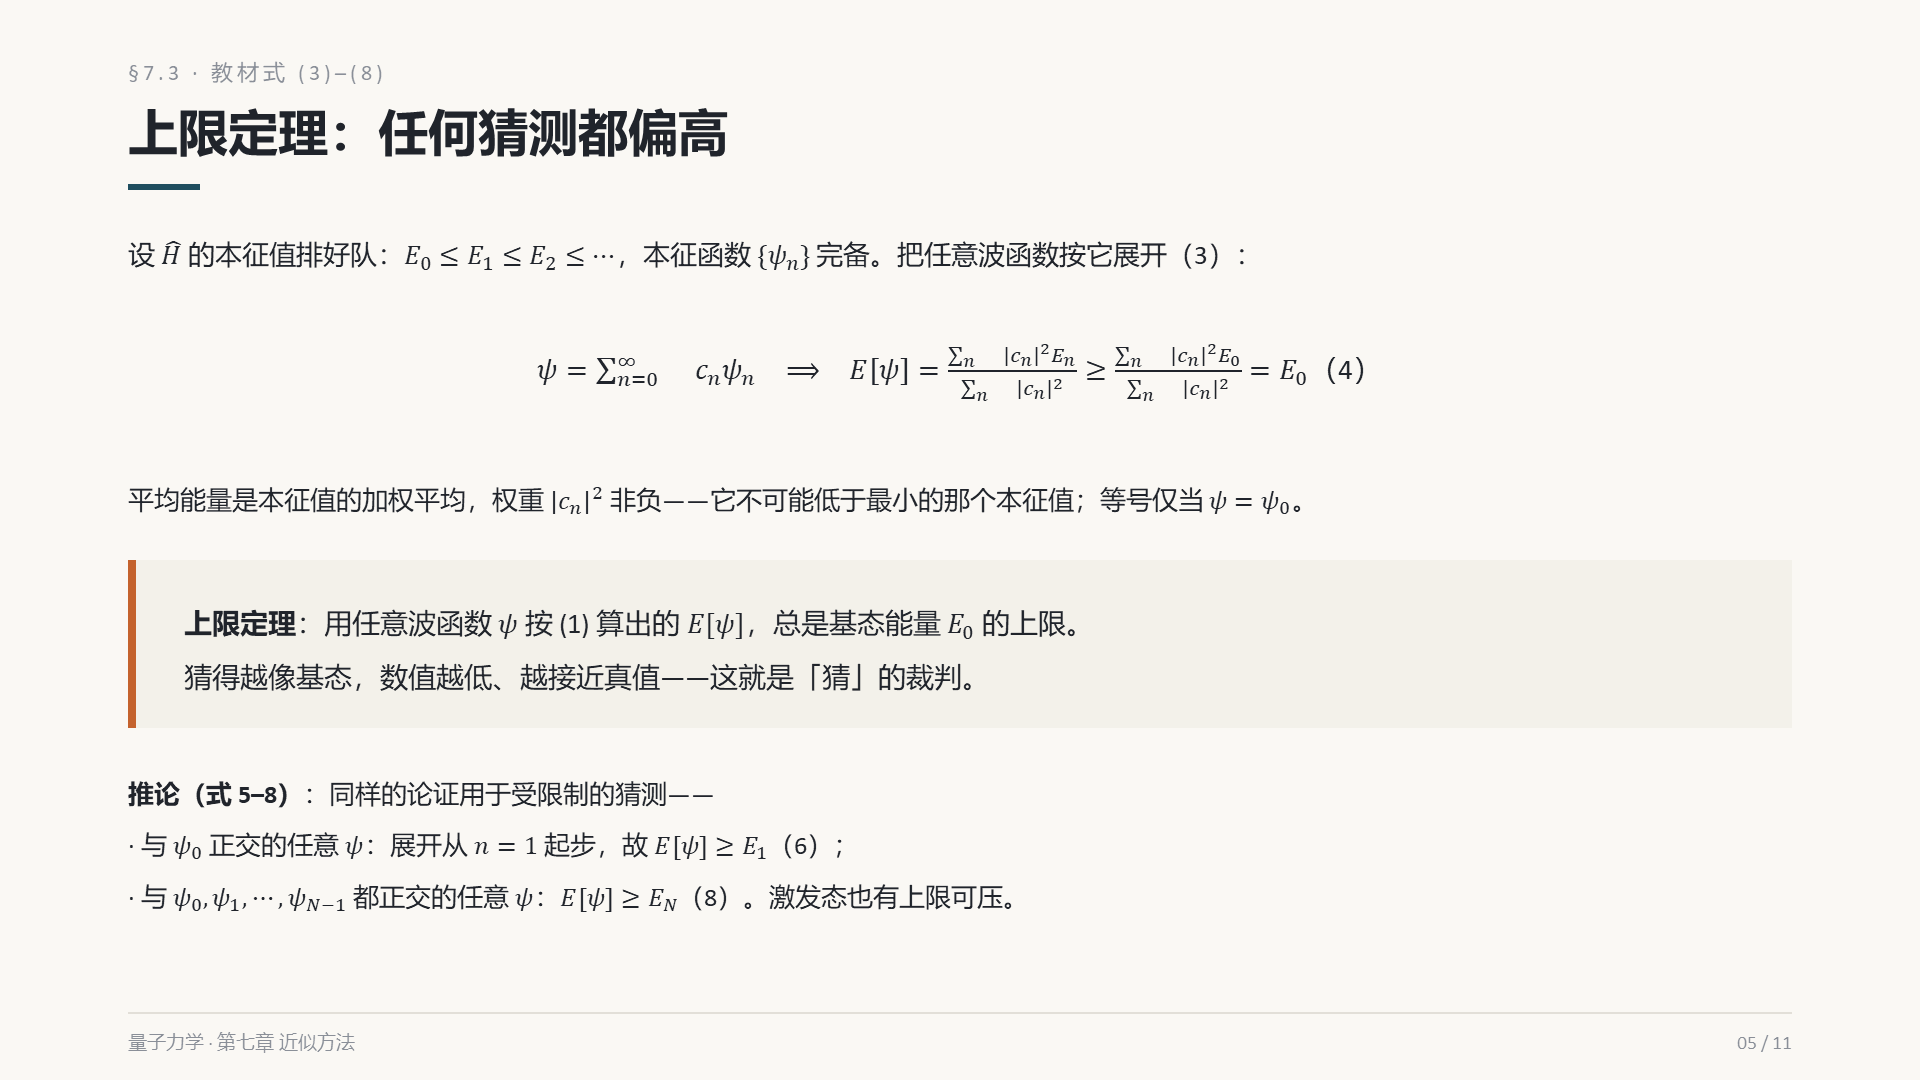 §7.3 · 教材式 (3)–(8)
上限定理：任何猜测都偏高
设 Ĥ 的本征值排好队：E₀ ≤ E₁ ≤ E₂ ≤ ⋯，本征函数 {ψₙ} 完备。把任意波函数按它展开（3）：
ψ = ∑ₙ₌₀^∞ cₙψₙ ⟹ E[ψ] = (∑ₙ |cₙ|²Eₙ)/(∑ₙ |cₙ|²) ≥ (∑ₙ |cₙ|²E₀)/(∑ₙ |cₙ|²) = E₀（4）
平均能量是本征值的加权平均，权重 |cₙ|² 非负——它不可能低于最小的那个本征值；等号仅当 ψ = ψ₀。
上限定理：用任意波函数 ψ 按 (1) 算出的 E[ψ]，总是基态能量 E₀ 的上限。
猜得越像基态，数值越低、越接近真值——这就是「猜」的裁判。
推论（式 5–8）：同样的论证用于受限制的猜测——
· 与 ψ₀ 正交的任意 ψ：展开从 n = 1 起步，故 E[ψ] ≥ E₁（6）；
· 与 ψ₀, ψ₁, ⋯, ψ_{N−1} 都正交的任意 ψ：E[ψ] ≥ E_N（8）。激发态也有上限可压。
量子力学 · 第七章 近似方法
05 / 11